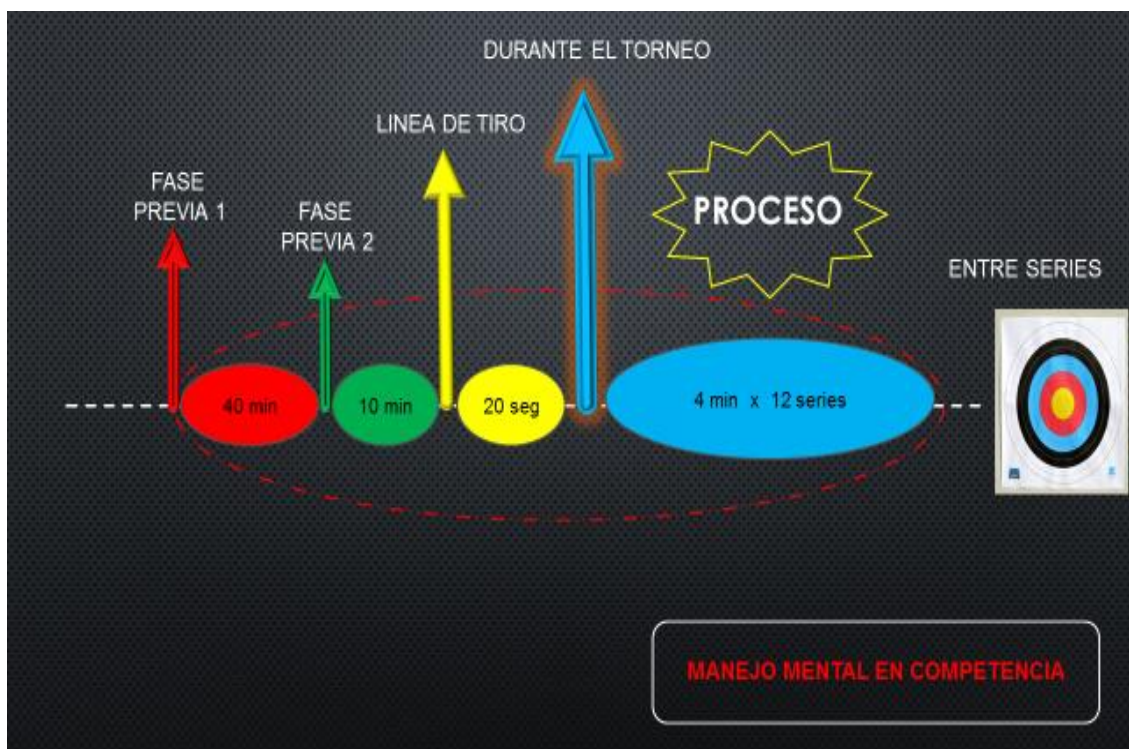 DURANTE EL TORNEO
LINEA DE TIRO
FASE
PREVIA 1
FASE
PREVIA 2
PROCESO
ENTRE SERIES
40 min
10 min
20 seg
4 min x 12 series
MANEJO MENTAL EN COMPETENCIA